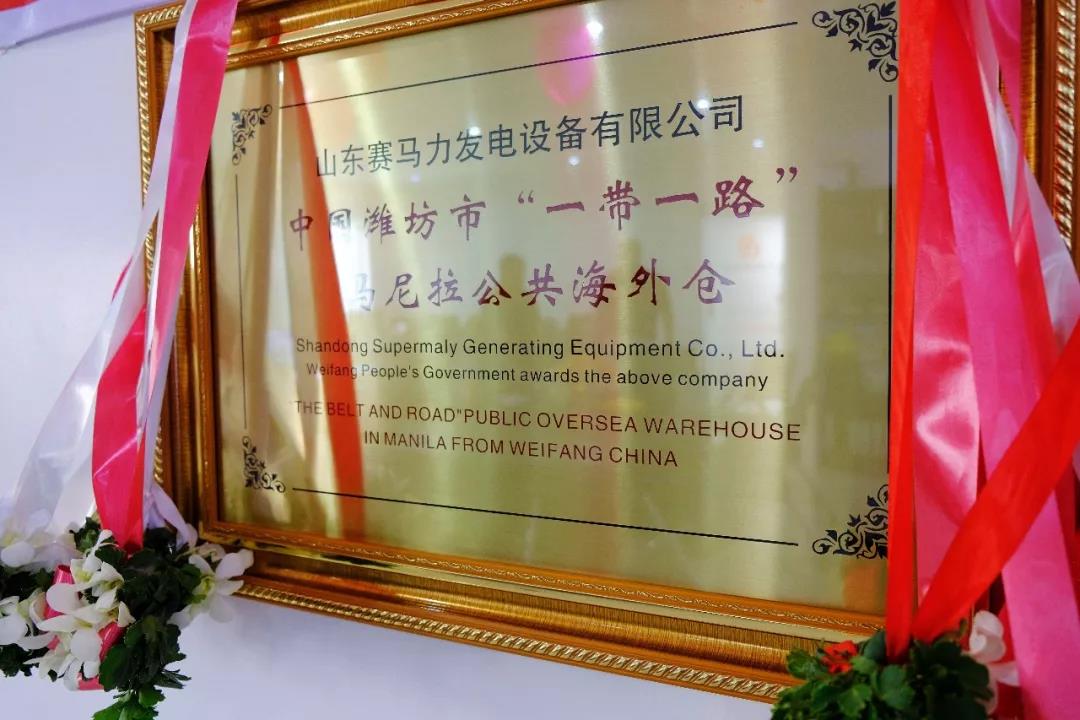 山东赛马力发电设备有限公司
中国潍坊市“一带一路”
马尼拉公共海外仓
Shandong Supermaly Generating Equipment Co., Ltd.
Weifang People's Government awards the above company
"THE BELT AND ROAD"PUBLIC OVERSEA WAREHOUSE
IN MANILA FROM WEIFANG CHINA